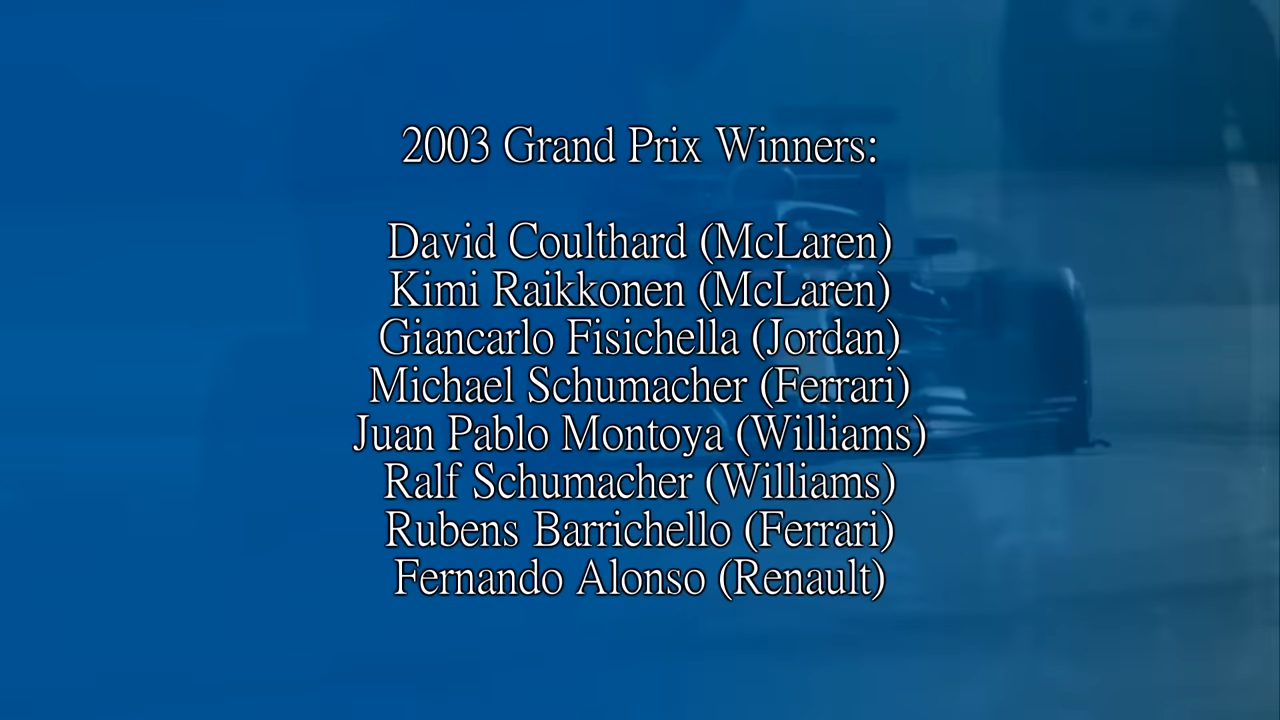 2003 Grand Prix Winners:
David Coulthard (McLaren)
Kimi Raikkonen (McLaren)
Giancarlo Fisichella (Jordan)
Michael Schumacher (Ferrari)
Juan Pablo Montoya (Williams)
Ralf Schumacher (Williams)
Rubens Barrichello (Ferrari)
Fernando Alonso (Renault)